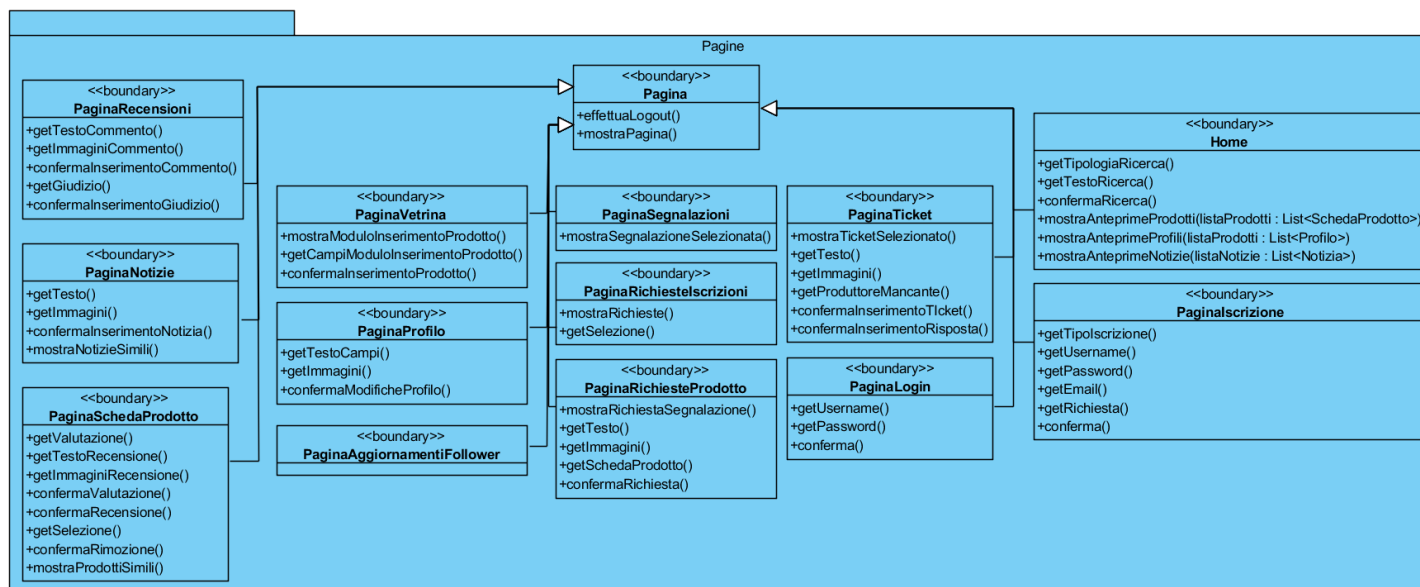 Pagine
<<boundary>>
PaginaRecensioni
+getTestoCommento()
+getImmaginiCommento()
+confermaInserimentoCommento()
+getGiudizio()
+confermaInserimentoGiudizio()
<<boundary>>
PaginaNotizie
+getTesto()
+getImmagini()
+confermaInserimentoNotizia()
+mostraNotizieSimili()
<<boundary>>
PaginaSchedaProdotto
+getValutazione()
+getTestoRecensione()
+getImmaginiRecensione()
+confermaValutazione()
+confermaRecensione()
+getSelezione()
+confermaRimozione()
+mostraProdottiSimili()
<<boundary>>
Pagina
+effettuaLogout()
+mostraPagina()
<<boundary>>
PaginaVetrina
+mostraModuloInserimentoProdotto()
+getCampiModuloInserimentoProdotto()
+confermaInserimentoProdotto()
<<boundary>>
PaginaProfilo
+getTestoCampi()
+getImmagini()
+confermaModificheProfilo()
<<boundary>>
PaginaAggiornamentiFollower
<<boundary>>
PaginaSegnalazioni
+mostraSegnalazioneSelezionata()
<<boundary>>
PaginaRichiesteIscrizioni
+mostraRichieste()
+getSelezione()
<<boundary>>
PaginaRichiesteProdotto
+mostraRichiestaSegnalazione()
+getTesto()
+getImmagini()
+getSchedaProdotto()
+confermaRichiesta()
<<boundary>>
PaginaTicket
+mostraTicketSelezionato()
+getTesto()
+getImmagini()
+getProduttoreMancante()
+confermaInserimentoTIcket()
+confermaInserimentoRisposta()
<<boundary>>
PaginaLogin
+getUsername()
+getPassword()
+conferma()
<<boundary>>
Home
+getTipologiaRicerca()
+getTestoRicerca()
+confermaRicerca()
+mostraAnteprimeProdotti(listaProdotti : List<SchedaProdotto>)
+mostraAnteprimeProfili(listaProdotti : List<Profilo>)
+mostraAnteprimeNotizie(listaNotizie : List<Notizia>)
<<boundary>>
PaginaIscrizione
+getTipoIscrizione()
+getUsername()
+getPassword()
+getEmail()
+getRichiesta()
+conferma()